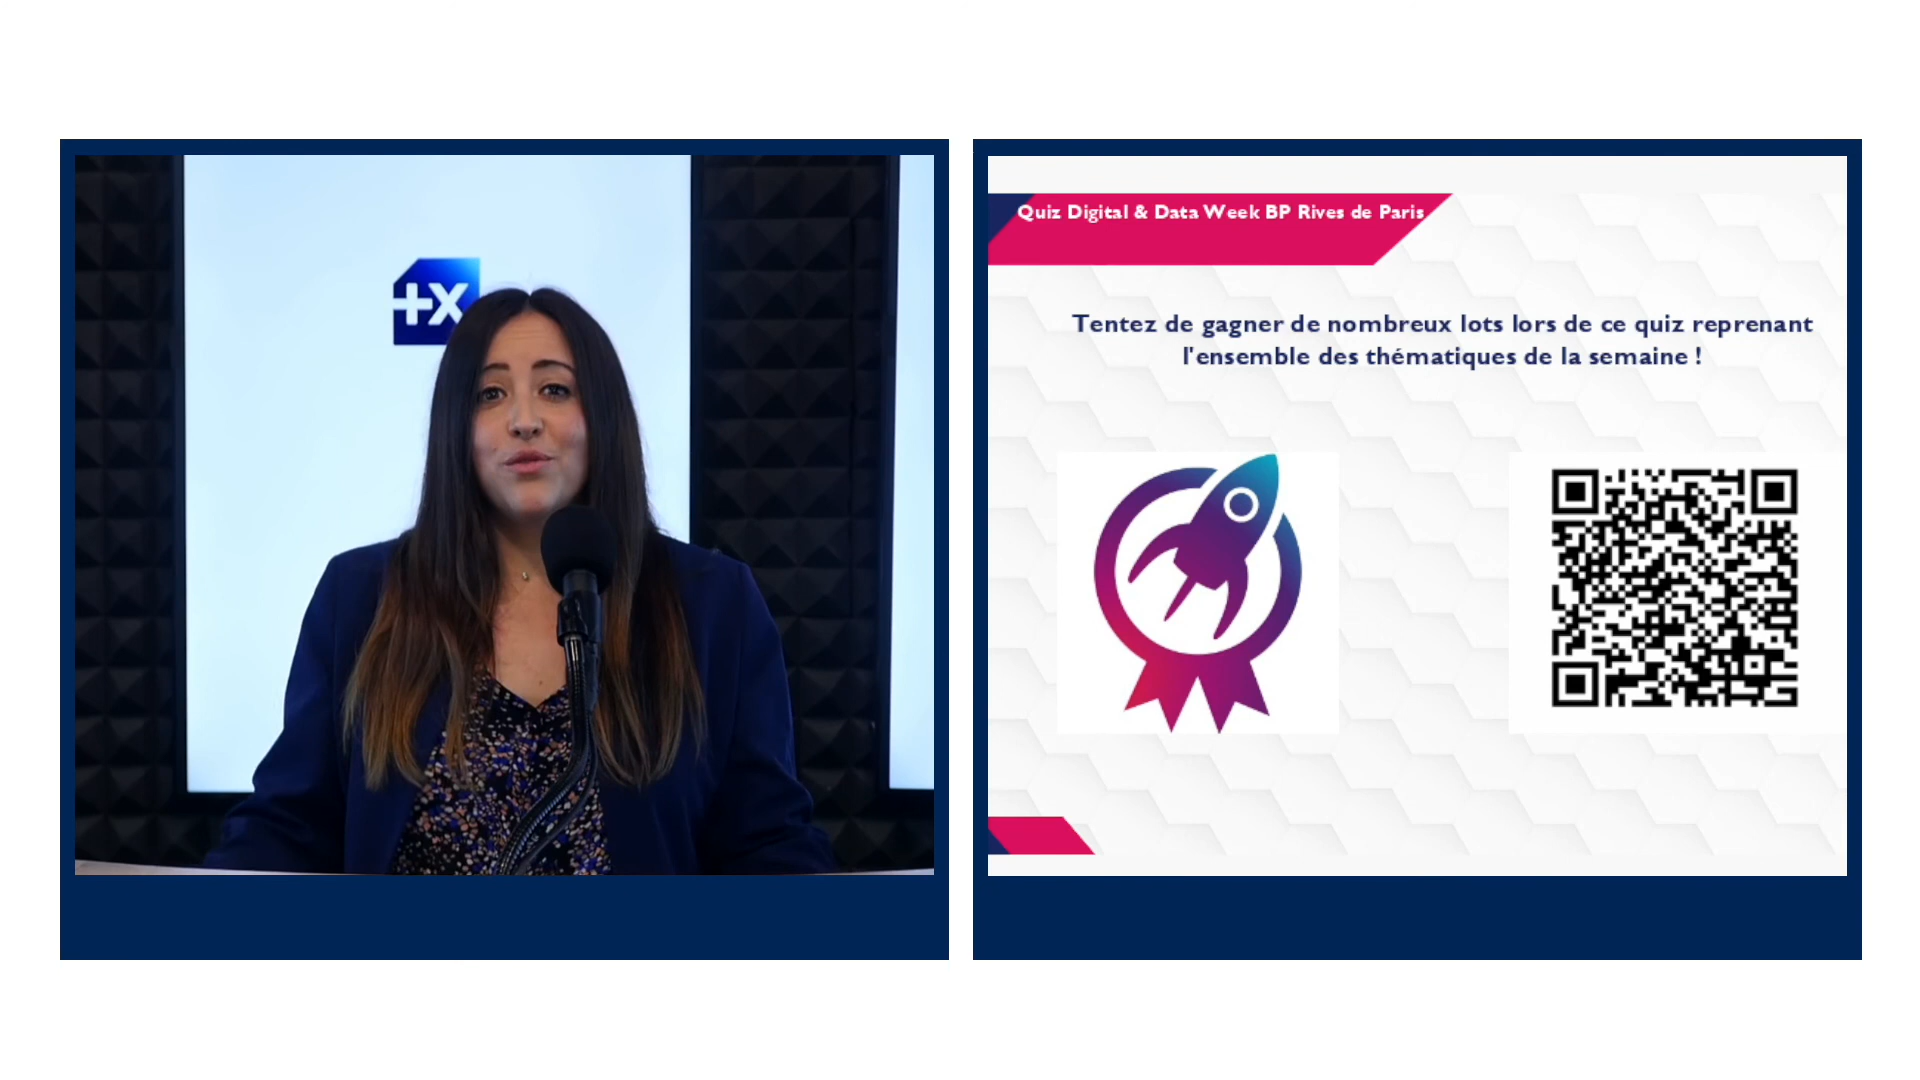 +X
Quiz Digital & Data Week BP Rives de Paris
Tentez de gagner de nombreux lots lors de ce quiz reprenant
l'ensemble des thématiques de la semaine !